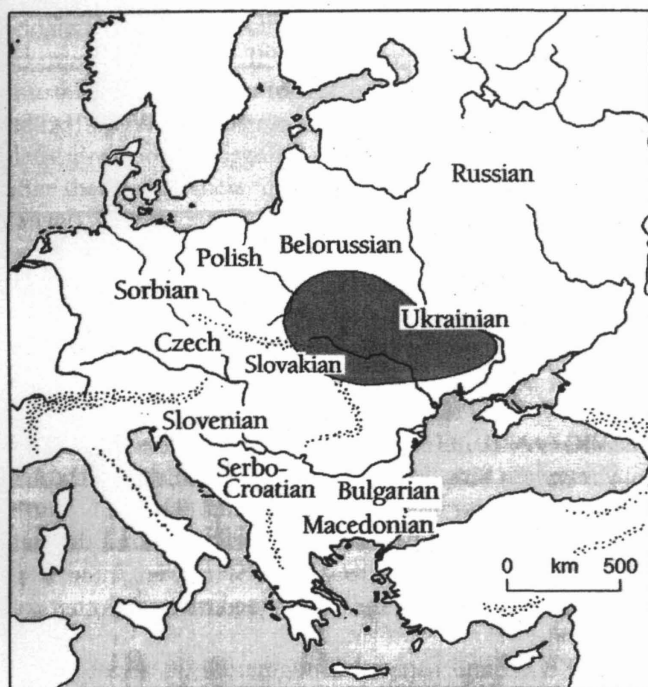 Russian
Belorussian
Polish
Sorbian
Ukrainian
Czech
Slovakian
Slovenian
Serbo-
Croatian
Bulgarian
Macedonian
0 km 500